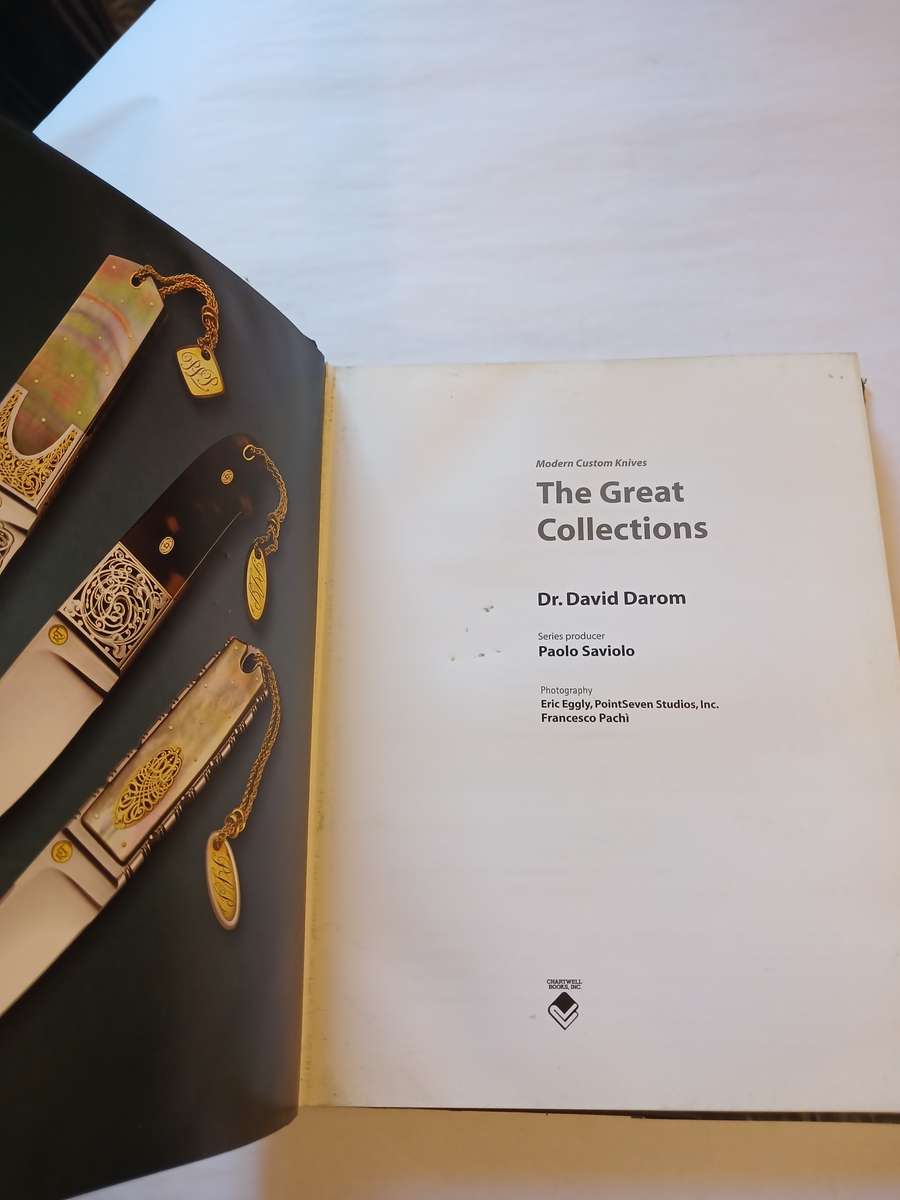 Modern Custom Knives
The Great
Collections
Dr. David Darom
Series producer
Paolo Saviolo
Photography
Eric Eggly, PointSeven Studios, Inc.
Francesco Pachì
CHARTWELL
BOOKS, INC.